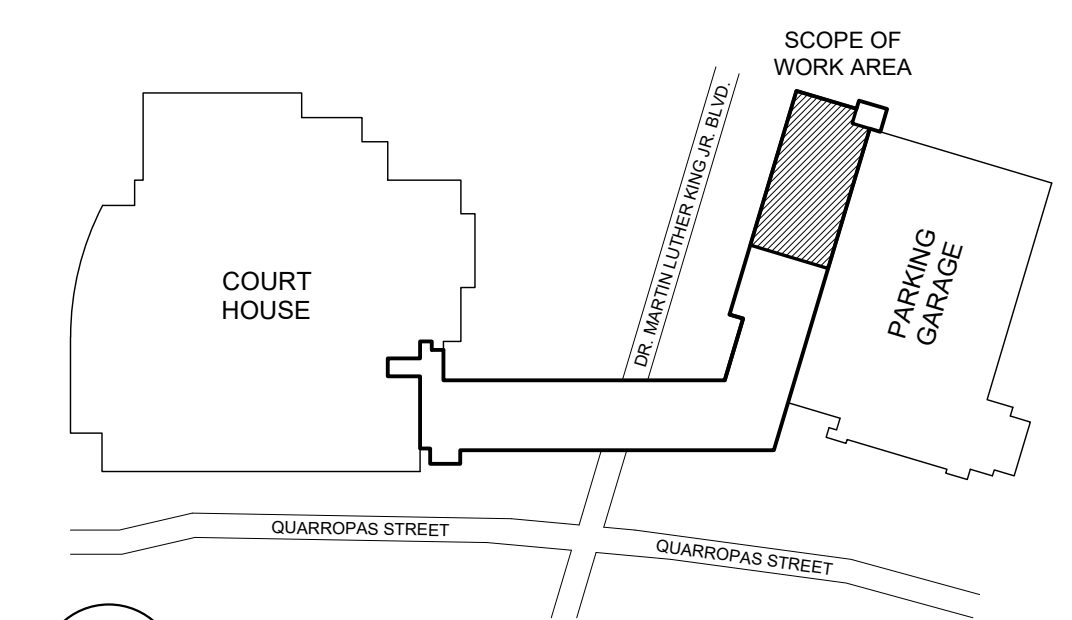 SCOPE OF
WORK AREA
DR. MARTIN LUTHER KING JR. BLVD.
COURT
HOUSE
PARKING
GARAGE
QUARROPAS STREET
QUARROPAS STREET